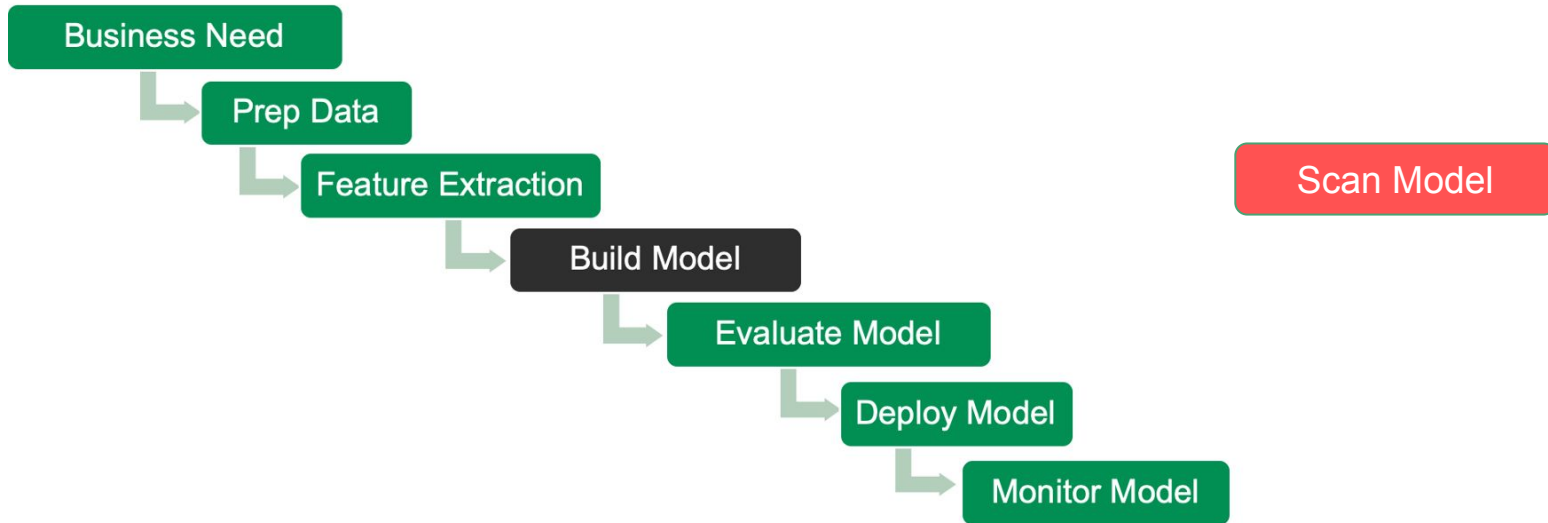 Business Need
Prep Data
Feature Extraction
Scan Model
Build Model
Evaluate Model
Deploy Model
Monitor Model